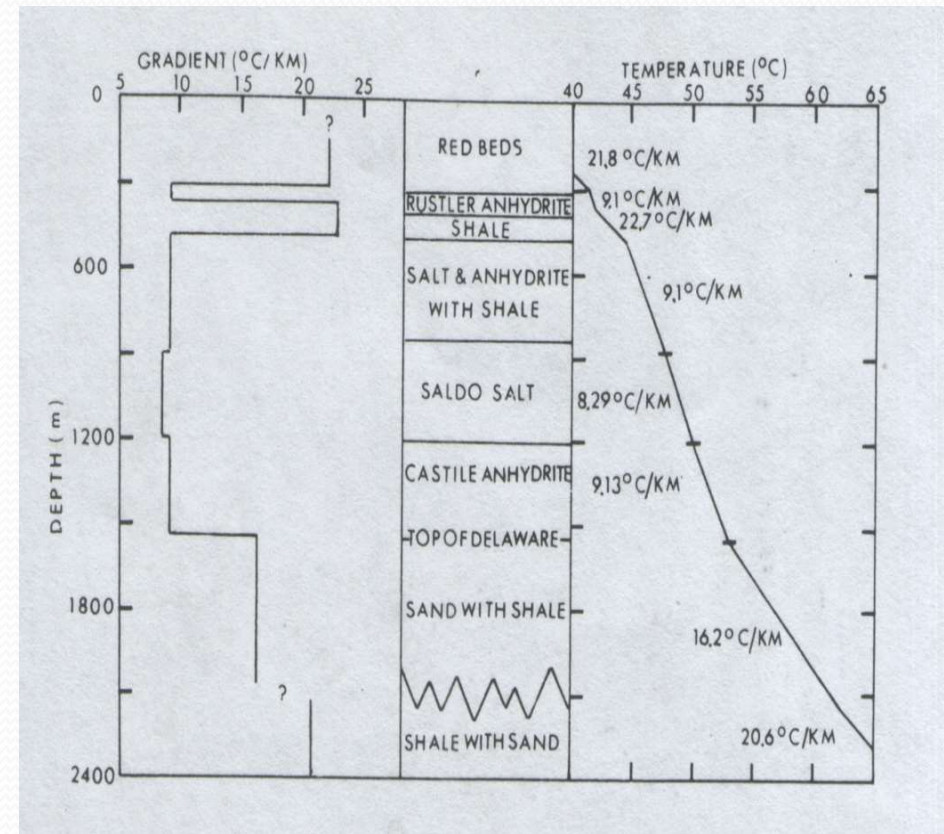 GRADIENT (°C/ KM)
5 10 15 20 25
TEMPERATURE (°C)
40 45 50 55 60 65
DEPTH ( m )
0
600
1200
1800
2400
?
?
RED BEDS
RUSTLER ANHYDRITE
SHALE
SALT & ANHYDRITE
WITH SHALE
SALDO SALT
CASTILE ANHYDRITE
TOP OF DELAWARE
SAND WITH SHALE
SHALE WITH SAND
21,8 °C/KM
9,1 °C/KM
22,7 °C/KM
9,1°C/KM
8,29°C/KM
9,13°C/KM
16,2°C/KM
20,6°C/KM